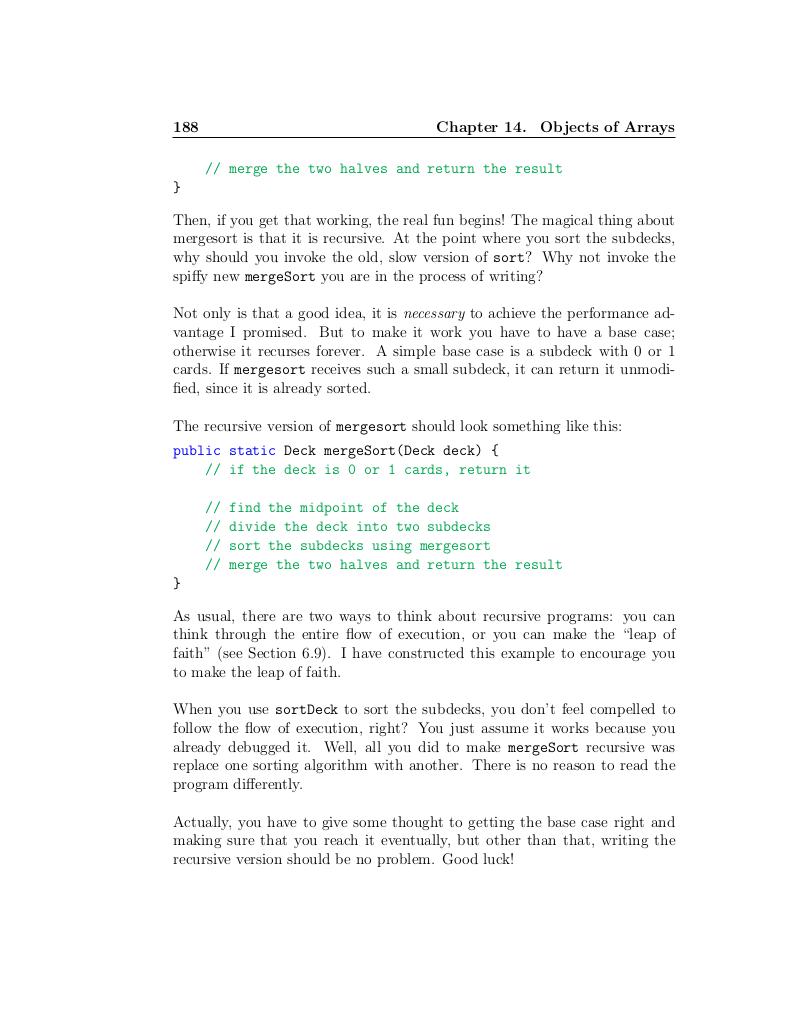 188 Chapter 14. Objects of Arrays
// merge the two halves and return the result
}
Then, if you get that working, the real fun begins! The magical thing about
mergesort is that it is recursive. At the point where you sort the subdecks,
why should you invoke the old, slow version of sort? Why not invoke the
spiffy new mergeSort you are in the process of writing?
Not only is that a good idea, it is necessary to achieve the performance ad-
vantage I promised. But to make it work you have to have a base case;
otherwise it recurses forever. A simple base case is a subdeck with 0 or 1
cards. If mergesort receives such a small subdeck, it can return it unmodi-
fied, since it is already sorted.
The recursive version of mergesort should look something like this:
public static Deck mergeSort(Deck deck) {
// if the deck is 0 or 1 cards, return it
// find the midpoint of the deck
// divide the deck into two subdecks
// sort the subdecks using mergesort
// merge the two halves and return the result
}
As usual, there are two ways to think about recursive programs: you can
think through the entire flow of execution, or you can make the “leap of
faith” (see Section 6.9). I have constructed this example to encourage you
to make the leap of faith.
When you use sortDeck to sort the subdecks, you don’t feel compelled to
follow the flow of execution, right? You just assume it works because you
already debugged it. Well, all you did to make mergeSort recursive was
replace one sorting algorithm with another. There is no reason to read the
program differently.
Actually, you have to give some thought to getting the base case right and
making sure that you reach it eventually, but other than that, writing the
recursive version should be no problem. Good luck!